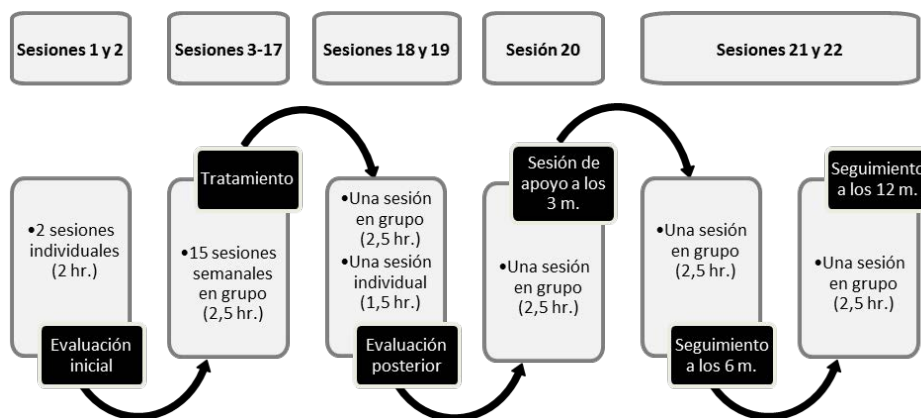 Sesiones 1 y 2
Sesiones 3-17
Sesiones 18 y 19
Sesión 20
Sesiones 21 y 22
•2 sesiones
individuales
(2 hr.)
Evaluación
inicial
Tratamiento
•15 sesiones
semanales
en grupo
(2,5 hr.)
•Una sesión
en grupo
(2,5 hr.)
•Una sesión
individual
(1,5 hr.)
Evaluación
posterior
Sesión de
apoyo a los
3 m.
•Una sesión
en grupo
(2,5 hr.)
•Una sesión
en grupo
(2,5 hr.)
Seguimiento
a los 6 m.
Seguimiento
a los 12 m.
•Una sesión
en grupo
(2,5 hr.)